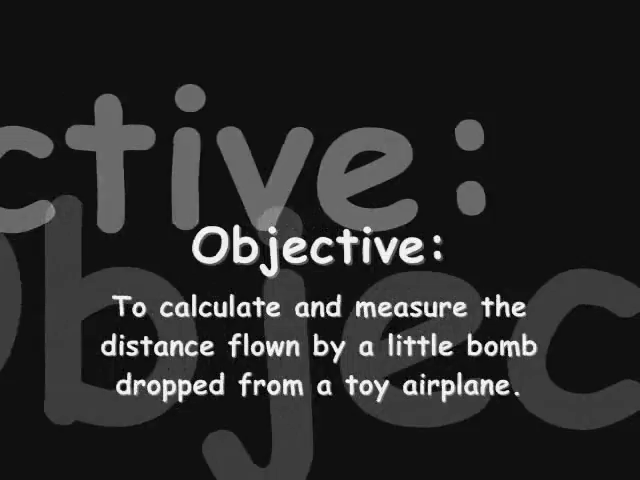 ctive:
Objec
Objective:
To calculate and measure the
distance flown by a little bomb
dropped from a toy airplane.